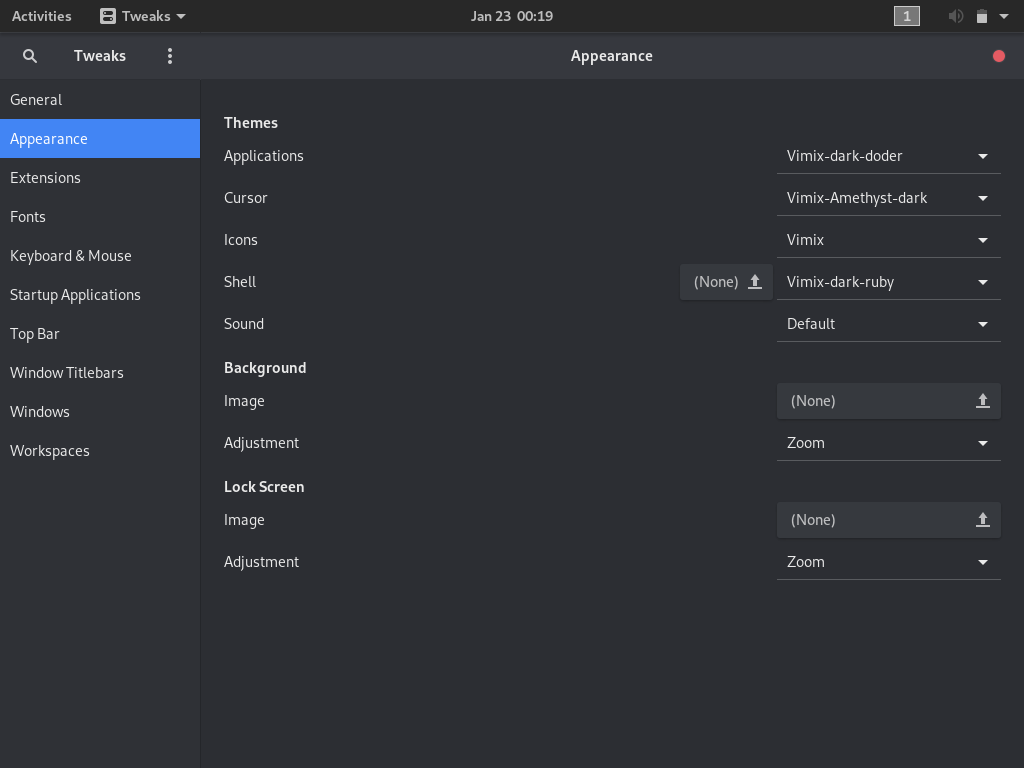 Activities Tweaks Jan 23 00:19 1
Tweaks Appearance
General
Appearance
Extensions
Fonts
Keyboard & Mouse
Startup Applications
Top Bar
Window Titlebars
Windows
Workspaces
Themes
Applications Vimix-dark-doder
Cursor Vimix-Amethyst-dark
Icons Vimix
Shell (None) Vimix-dark-ruby
Sound Default
Background
Image (None)
Adjustment Zoom
Lock Screen
Image (None)
Adjustment Zoom